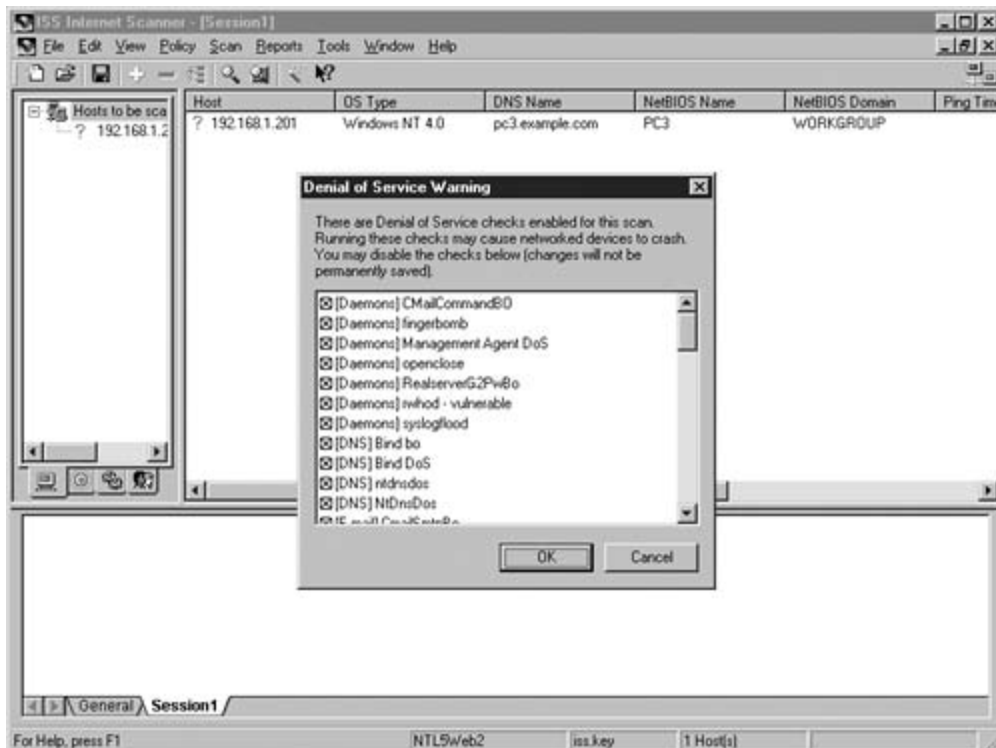 ISS Internet Scanner - [Session1]
File Edit View Policy Scan Reports Tools Window Help
Hosts to be sca
? 192.168.1.2
Host OS Type DNS Name NetBIOS Name NetBIOS Domain Ping Tim
? 192.168.1.201 Windows NT 4.0 pc3.example.com PC3 WORKGROUP
Denial of Service Warning
There are Denial of Service checks enabled for this scan.
Running these checks may cause networked devices to crash.
You may disable the checks below (changes will not be
permanently saved).
[Daemons] CMailCommandBO
[Daemons] fingerbomb
[Daemons] Management Agent DoS
[Daemons] openclose
[Daemons] RealserverG2PwBo
[Daemons] rwhod - vulnerable
[Daemons] syslogflood
[DNS] Bind bo
[DNS] Bind DoS
[DNS] ntdnsdos
[DNS] NtDnsDos
[E-mail] CmailSmtpBo
OK Cancel
General Session1
For Help, press F1 NTL5Web2 iss.key 1 Host(s)